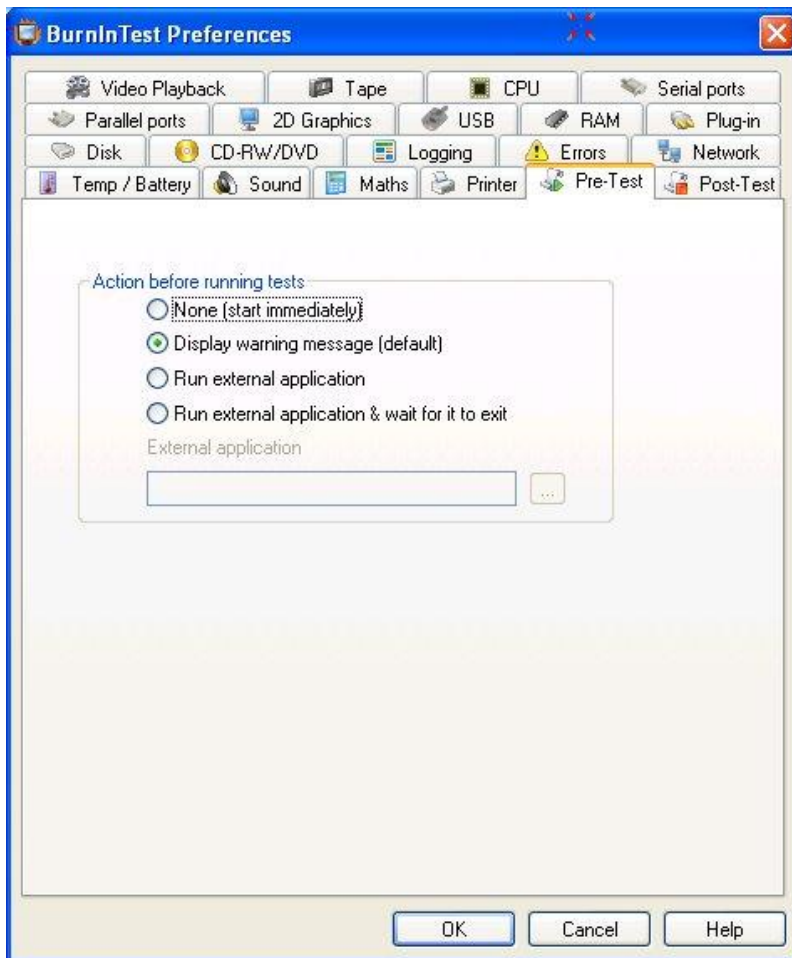 BurnInTest Preferences
Video Playback Tape CPU Serial ports
Parallel ports 2D Graphics USB RAM Plug-in
Disk CD-RW/DVD Logging Errors Network
Temp / Battery Sound Maths Printer Pre-Test Post-Test
Action before running tests
None (start immediately)
Display warning message (default)
Run external application
Run external application & wait for it to exit
External application
...
OK Cancel Help